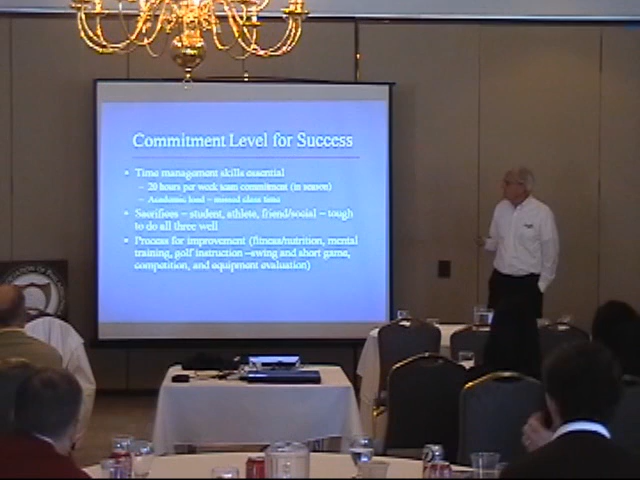 Commitment Level for Success
• Time management skills essential
– 20 hours per week team commitment (in season)
– Academic load – missed class time
• Sacrifices – student, athlete, friend/social – tough
to do all three well
• Process for improvement (fitness/nutrition, mental
training, golf instruction –swing and short game,
competition, and equipment evaluation)